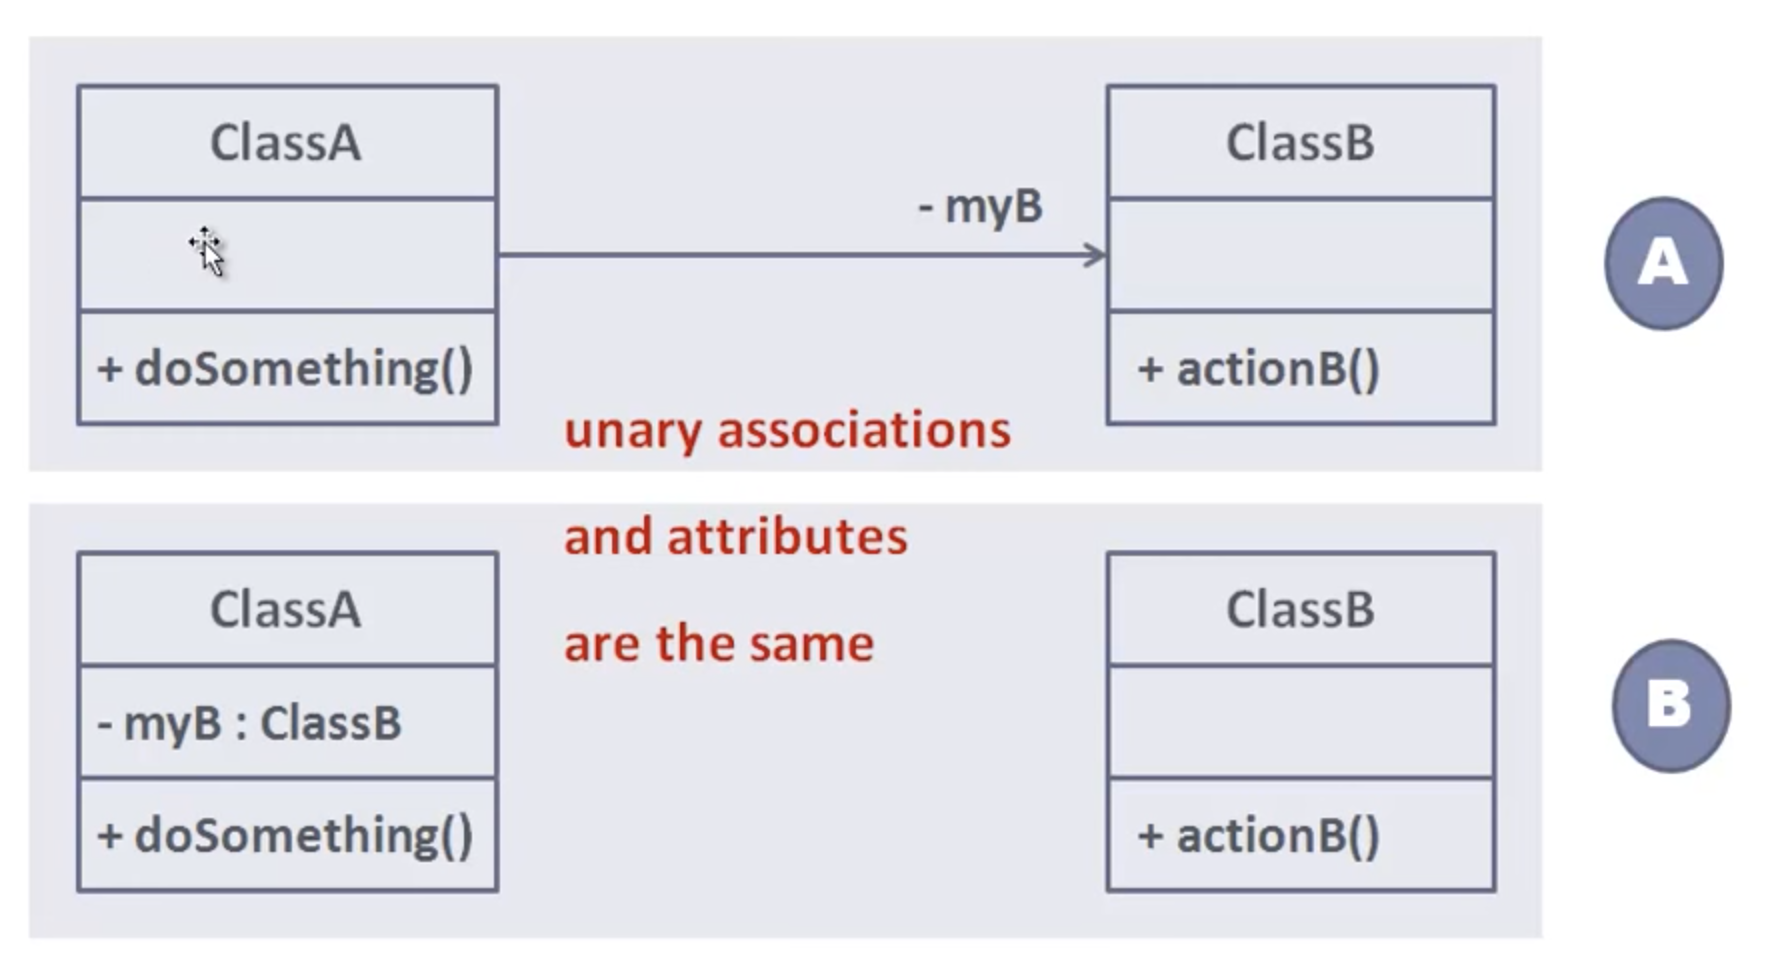 ClassA
- myB
ClassB
A
+ doSomething()
+ actionB()
unary associations
and attributes
are the same
ClassA
- myB : ClassB
+ doSomething()
ClassB
+ actionB()
B